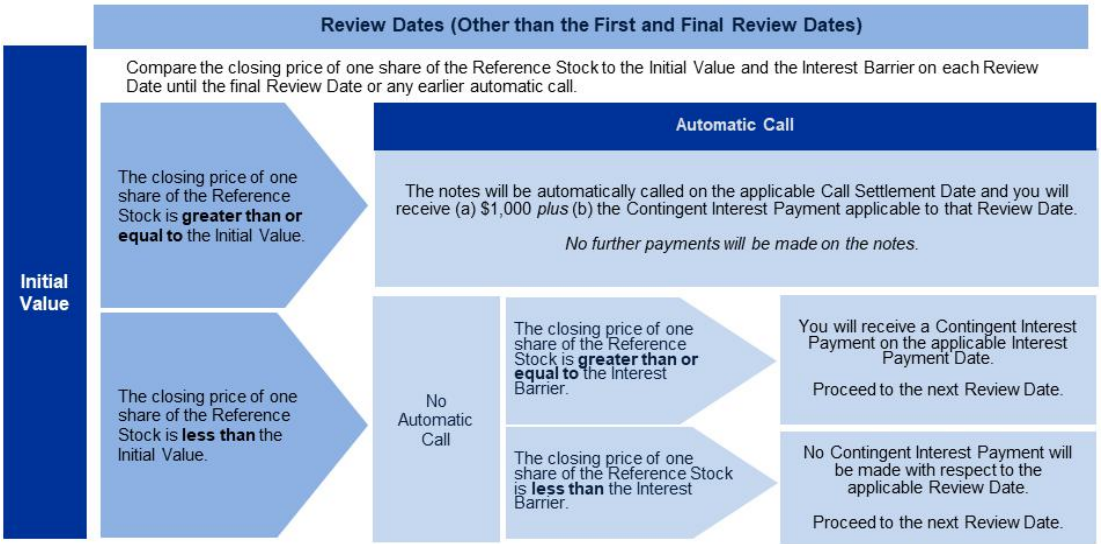 Review Dates (Other than the First and Final Review Dates)
Compare the closing price of one share of the Reference Stock to the Initial Value and the Interest Barrier on each Review
Date until the final Review Date or any earlier automatic call.
Initial
Value
The closing price of one
share of the Reference
Stock is greater than or
equal to the Initial Value.
Automatic Call
The notes will be automatically called on the applicable Call Settlement Date and you will
receive (a) $1,000 plus (b) the Contingent Interest Payment applicable to that Review Date.
No further payments will be made on the notes.
The closing price of one
share of the Reference
Stock is less than the
Initial Value.
No
Automatic
Call
The closing price of one
share of the Reference
Stock is greater than or
equal to the Interest
Barrier.
You will receive a Contingent Interest
Payment on the applicable Interest
Payment Date.
Proceed to the next Review Date.
The closing price of one
share of the Reference Stock
is less than the Interest
Barrier.
No Contingent Interest Payment will
be made with respect to the
applicable Review Date.
Proceed to the next Review Date.